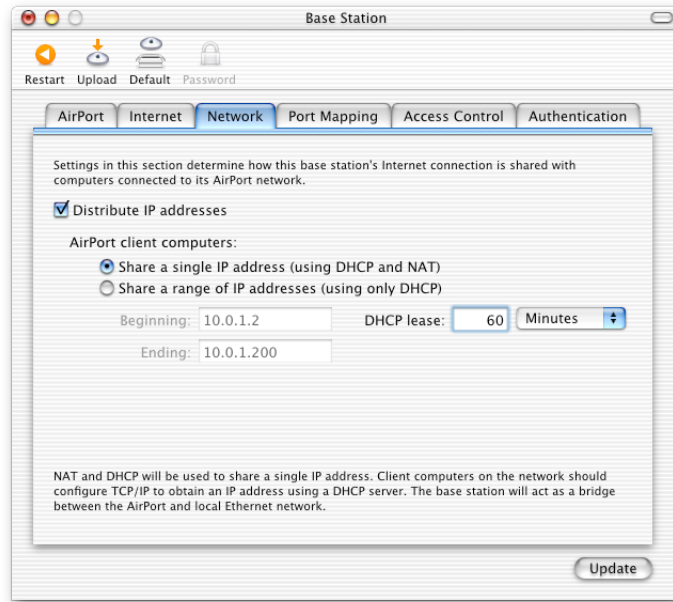 Base Station
Restart Upload Default Password
AirPort Internet Network Port Mapping Access Control Authentication
Settings in this section determine how this base station's Internet connection is shared with
computers connected to its AirPort network.
Distribute IP addresses
AirPort client computers:
Share a single IP address (using DHCP and NAT)
Share a range of IP addresses (using only DHCP)
Beginning: 10.0.1.2 DHCP lease: 60 Minutes
Ending: 10.0.1.200
NAT and DHCP will be used to share a single IP address. Client computers on the network should
configure TCP/IP to obtain an IP address using a DHCP server. The base station will act as a bridge
between the AirPort and local Ethernet network.
Update